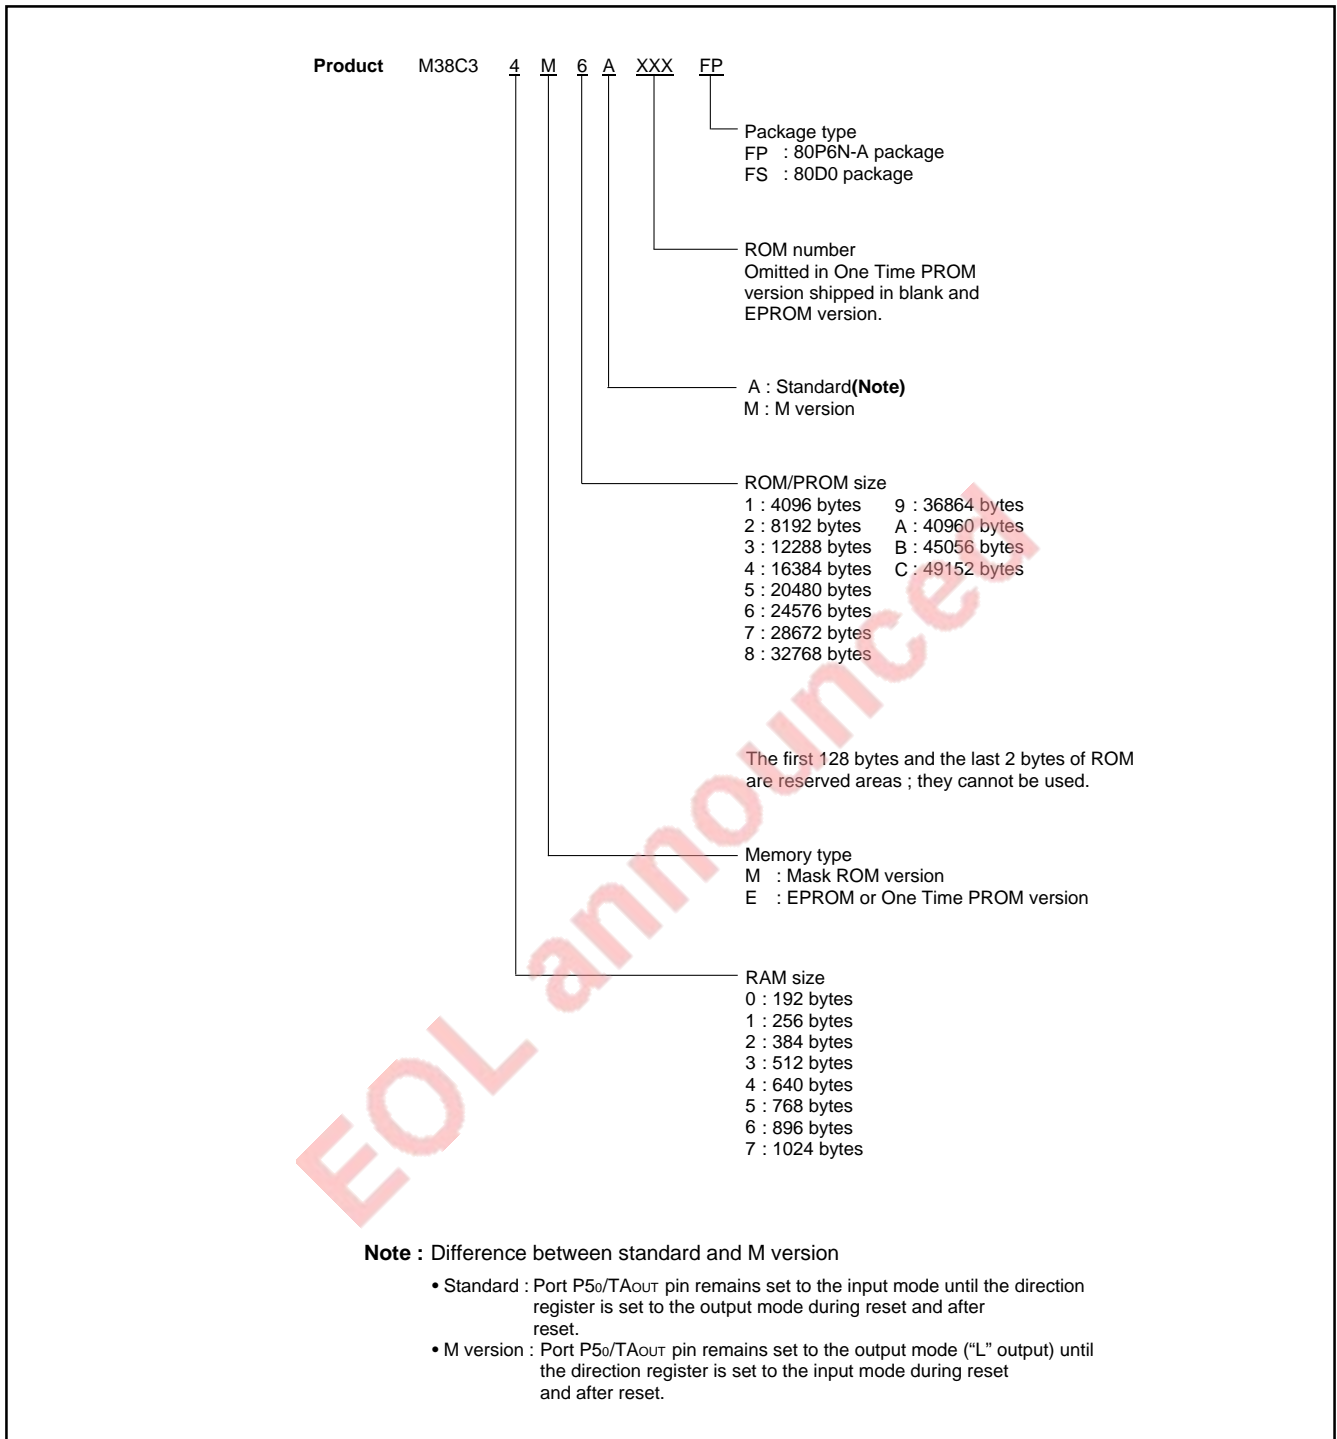 Product M38C3 4 M 6 A XXX FP
Package type
FP : 80P6N-A package
FS : 80D0 package
ROM number
Omitted in One Time PROM
version shipped in blank and
EPROM version.
A : Standard(Note)
M : M version
ROM/PROM size
1 : 4096 bytes 9 : 36864 bytes
2 : 8192 bytes A : 40960 bytes
3 : 12288 bytes B : 45056 bytes
4 : 16384 bytes C : 49152 bytes
5 : 20480 bytes
6 : 24576 bytes
7 : 28672 bytes
8 : 32768 bytes
The first 128 bytes and the last 2 bytes of ROM
are reserved areas ; they cannot be used.
Memory type
M : Mask ROM version
E : EPROM or One Time PROM version
RAM size
0 : 192 bytes
1 : 256 bytes
2 : 384 bytes
3 : 512 bytes
4 : 640 bytes
5 : 768 bytes
6 : 896 bytes
7 : 1024 bytes
EOL announced
Note : Difference between standard and M version
• Standard : Port P50/TAOUT pin remains set to the input mode until the direction
register is set to the output mode during reset and after
reset.
• M version : Port P50/TAOUT pin remains set to the output mode (“L” output) until
the direction register is set to the input mode during reset
and after reset.